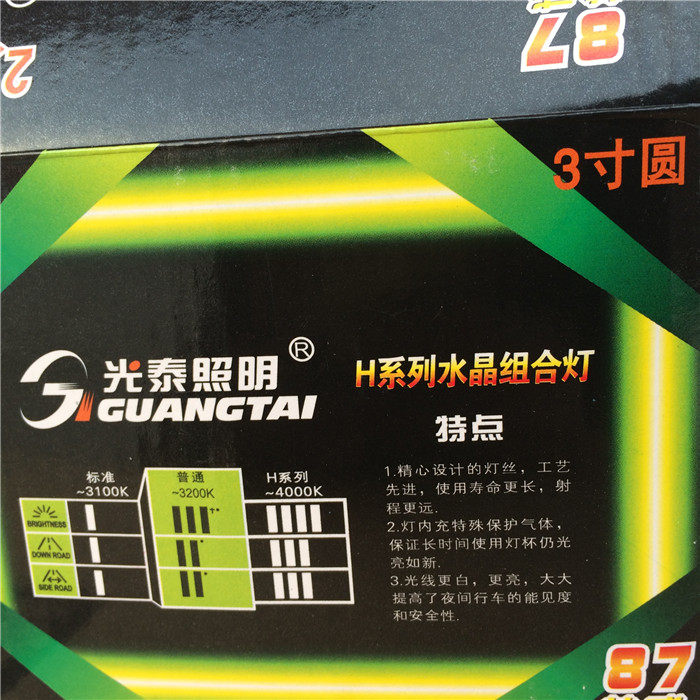 87
2
3寸圆
光泰照明®
GUANGTAI
H系列水晶组合灯
特点
标准
~3100K
普通
~3200K
H系列
~4000K
BRIGHTNESS
DOWN ROAD
SIDE ROAD
1.精心设计的灯丝，工艺
先进，使用寿命更长，射
程更远.
2.灯内充特殊保护气体，
保证长时间使用灯杯仍光
亮如新.
3.光线更白，更亮，大大
提高了夜间行车的能见度
和安全性.
87